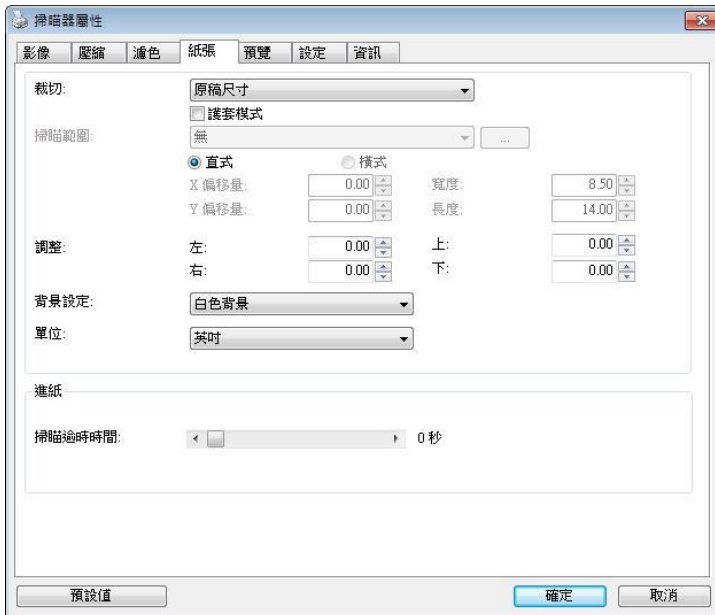 掃瞄器屬性
影像 壓縮 濾色 紙張 預覽 設定 資訊
裁切: 原稿尺寸
護套模式
掃瞄範圍: 無 ...
直式 橫式
X 偏移量: 0.00 寬度: 8.50
Y 偏移量: 0.00 長度: 14.00
調整: 左: 0.00 上: 0.00
右: 0.00 下: 0.00
背景設定: 白色背景
單位: 英吋
進紙
掃瞄逾時時間: 0 秒
預設值 確定 取消